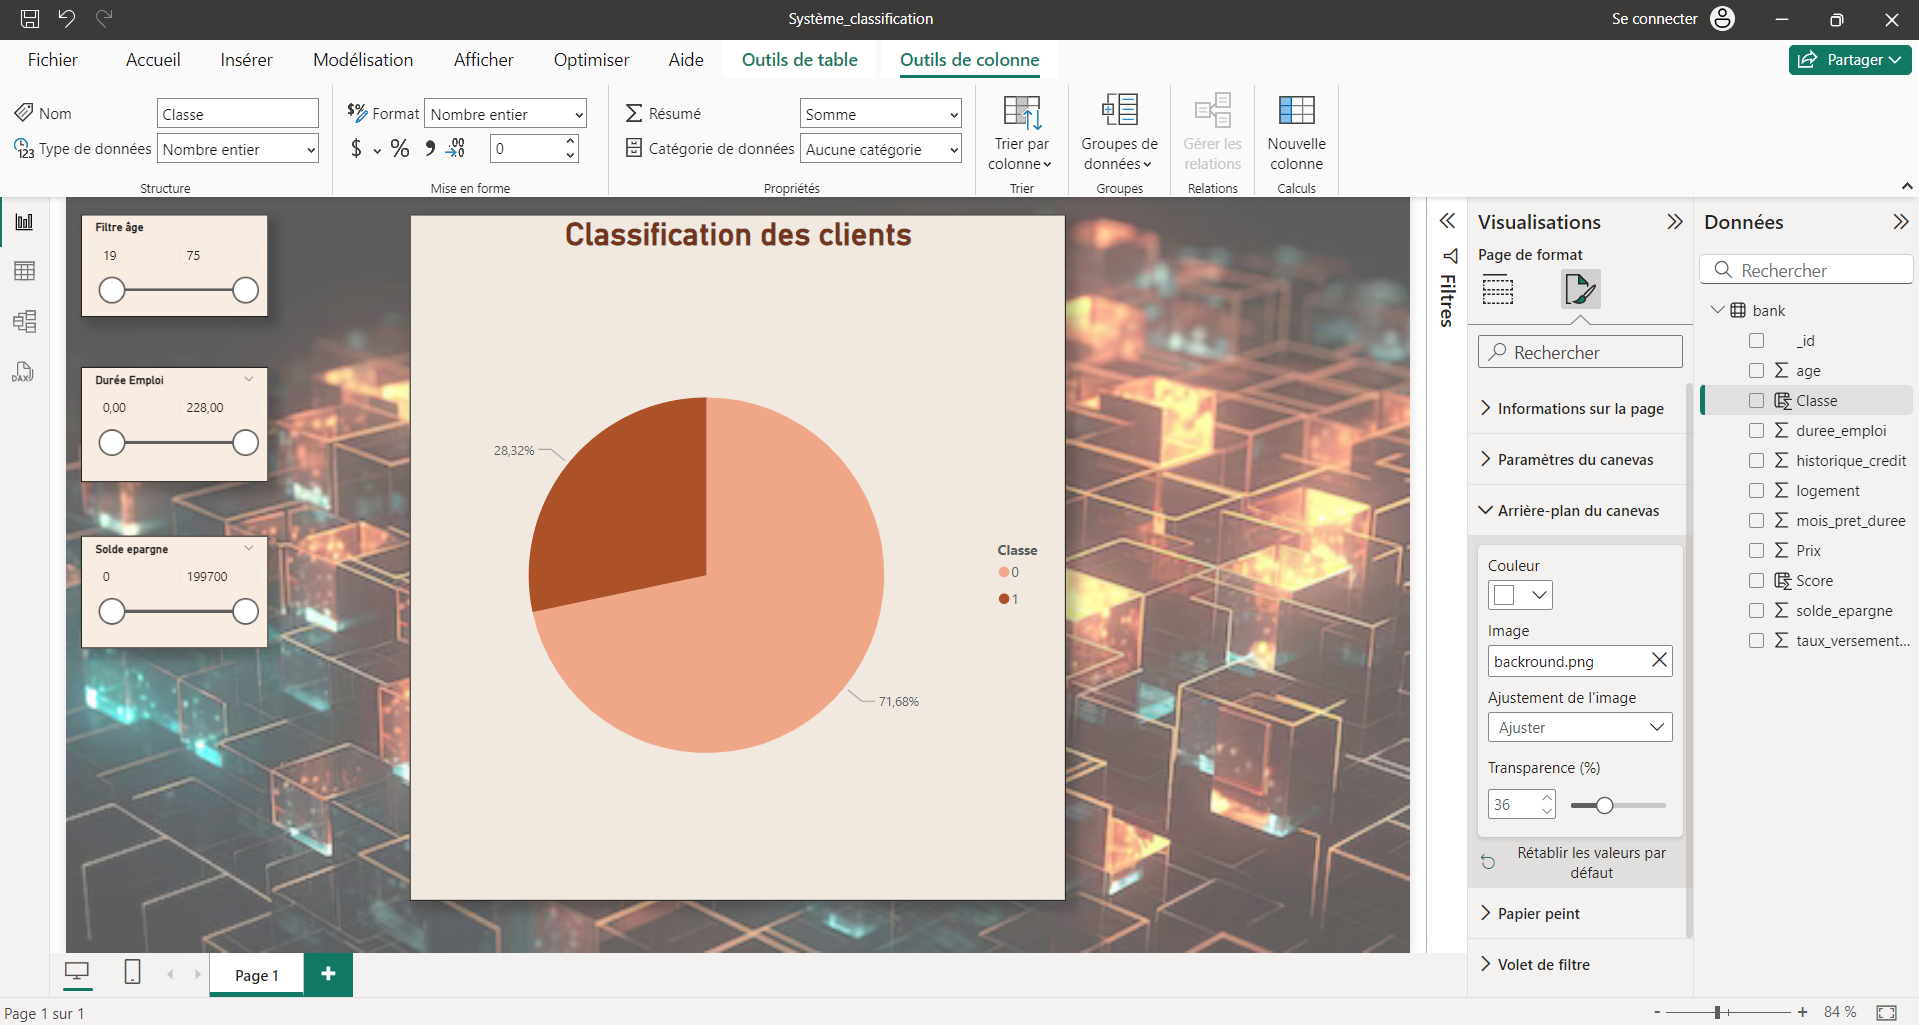 Système_classification
Se connecter
Fichier
Accueil
Insérer
Modélisation
Afficher
Optimiser
Aide
Outils de table
Outils de colonne
Partager
Nom
Classe
Type de données
Nombre entier
Structure
$% Format
Nombre entier
$ % 9 .00
0
Mise en forme
Résumé
Somme
Catégorie de données
Aucune catégorie
Propriétés
Trier par
colonne
Trier
Groupes de
données
Groupes
Gérer les
relations
Relations
Nouvelle
colonne
Calculs
Filtre âge
19
75
Durée Emploi
0,00
228,00
Solde epargne
0
199700
Classification des clients
28,32%
71,68%
Classe
0
1
Filtres
Visualisations
Page de format
Rechercher
Informations sur la page
Paramètres du canevas
Arrière-plan du canevas
Couleur
Image
backround.png
Ajustement de l'image
Ajuster
Transparence (%)
36
Rétablir les valeurs par
défaut
Papier peint
Volet de filtre
Données
Rechercher
bank
_id
age
Classe
duree_emploi
historique_credit
logement
mois_pret_duree
Prix
Score
solde_epargne
taux_versement...
DAX
Page 1
+
Page 1 sur 1
- + 84 %